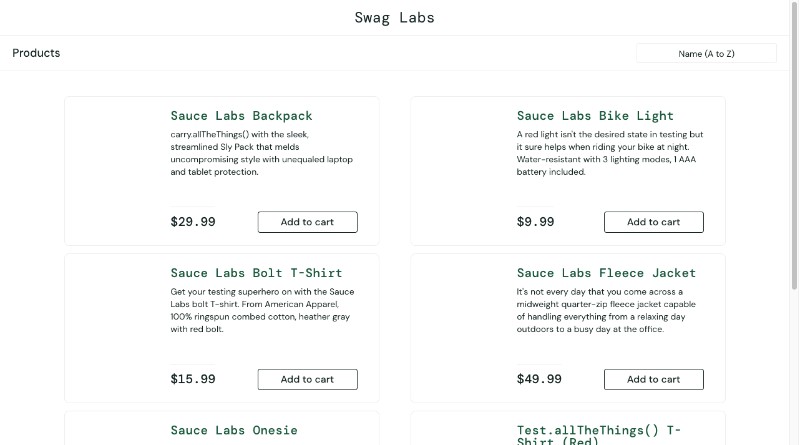 Swag Labs
Products
Name (A to Z)
Sauce Labs Backpack
carry.allTheThings() with the sleek,
streamlined Sly Pack that melds
uncompromising style with unequaled laptop
and tablet protection.
$29.99
Add to cart
Sauce Labs Bike Light
A red light isn't the desired state in testing but
it sure helps when riding your bike at night.
Water-resistant with 3 lighting modes, 1 AAA
battery included.
$9.99
Add to cart
Sauce Labs Bolt T-Shirt
Get your testing superhero on with the Sauce
Labs bolt T-shirt. From American Apparel,
100% ringspun combed cotton, heather gray
with red bolt.
$15.99
Add to cart
Sauce Labs Fleece Jacket
It's not every day that you come across a
midweight quarter-zip fleece jacket capable
of handling everything from a relaxing day
outdoors to a busy day at the office.
$49.99
Add to cart
Sauce Labs Onesie
Test.allTheThings() T-
Shirt (Red)